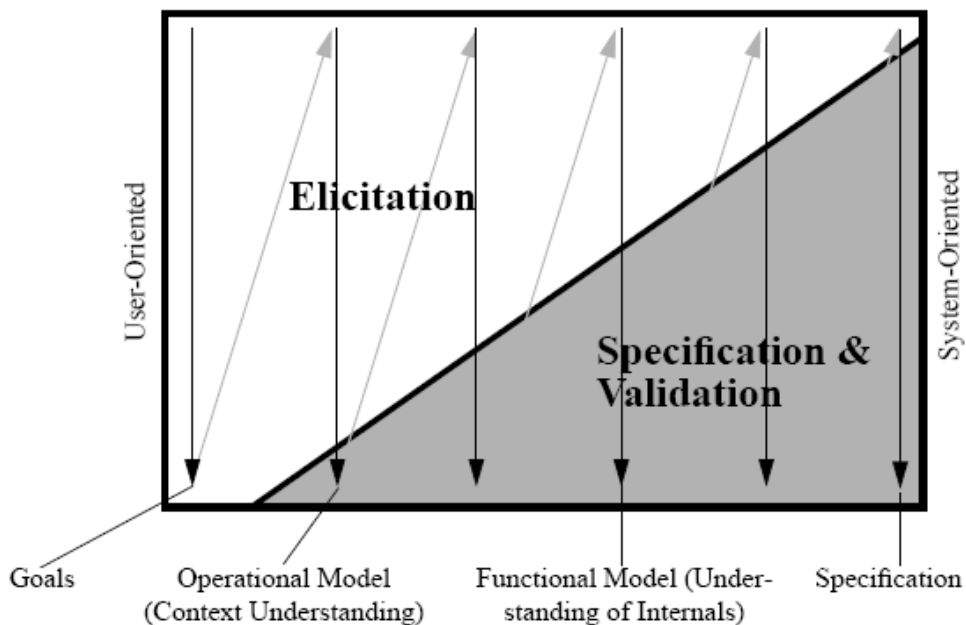 User-Oriented
Elicitation
Specification &
Validation
System-Oriented
Goals
Operational Model
(Context Understanding)
Functional Model (Under-
standing of Internals)
Specification